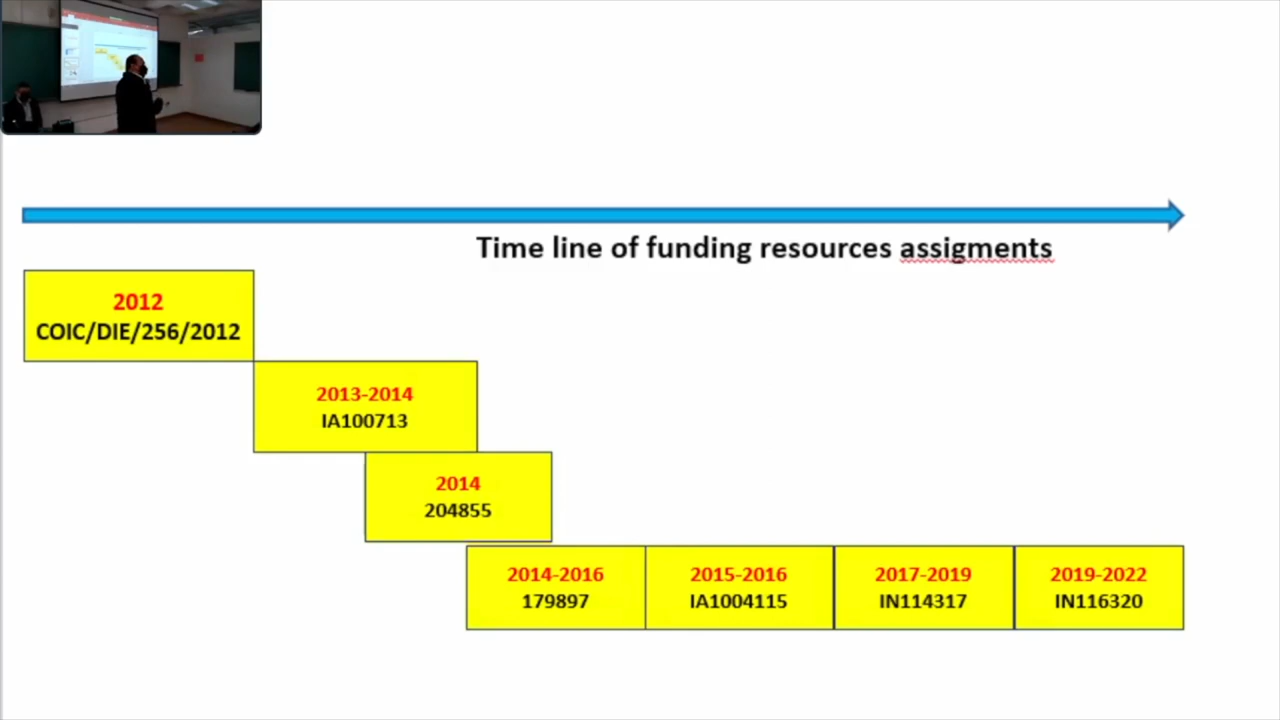 Time line of funding resources assigments
2012
COIC/DIE/256/2012
2013-2014
IA100713
2014
204855
2014-2016
179897
2015-2016
IA1004115
2017-2019
IN114317
2019-2022
IN116320